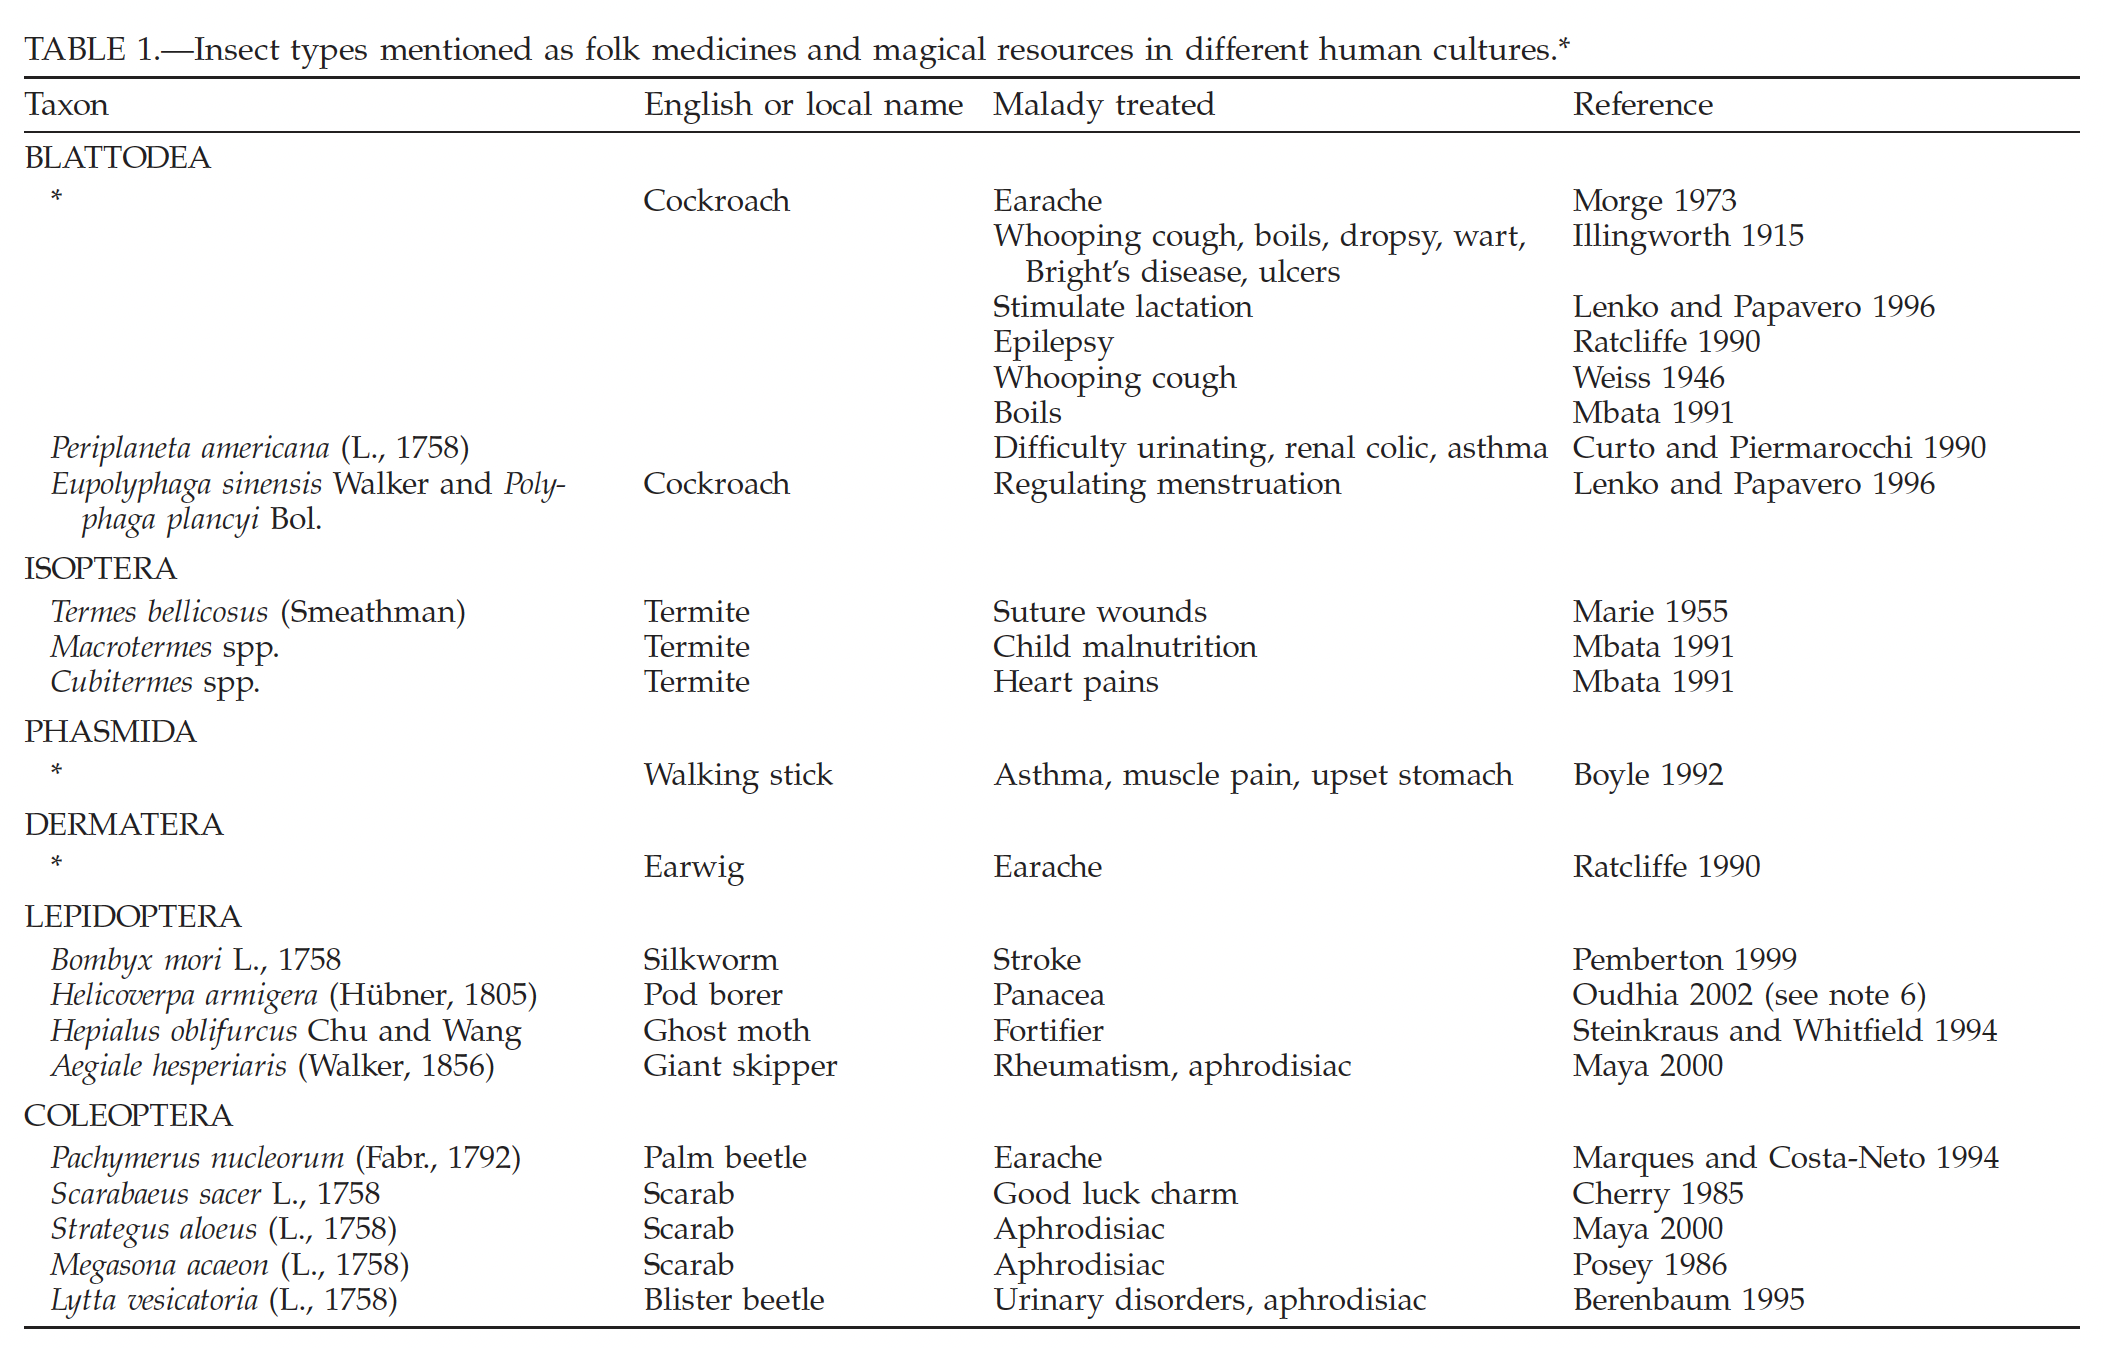 TABLE 1.—Insect types mentioned as folk medicines and magical resources in different human cultures.*
Taxon English or local name Malady treated Reference
BLATTODEA
* Cockroach Earache Morge 1973
Whooping cough, boils, dropsy, wart, Illingworth 1915
Bright's disease, ulcers
Stimulate lactation Lenko and Papavero 1996
Epilepsy Ratcliffe 1990
Whooping cough Weiss 1946
Boils Mbata 1991
Periplaneta americana (L., 1758) Difficulty urinating, renal colic, asthma Curto and Piermarocchi 1990
Eupolyphaga sinensis Walker and Poly- Cockroach Regulating menstruation Lenko and Papavero 1996
phaga plancyi Bol.
ISOPTERA
Termes bellicosus (Smeathman) Termite Suture wounds Marie 1955
Macrotermes spp. Termite Child malnutrition Mbata 1991
Cubitermes spp. Termite Heart pains Mbata 1991
PHASMIDA
* Walking stick Asthma, muscle pain, upset stomach Boyle 1992
DERMATERA
* Earwig Earache Ratcliffe 1990
LEPIDOPTERA
Bombyx mori L., 1758 Silkworm Stroke Pemberton 1999
Helicoverpa armigera (Hübner, 1805) Pod borer Panacea Oudhia 2002 (see note 6)
Hepialus oblifurcus Chu and Wang Ghost moth Fortifier Steinkraus and Whitfield 1994
Aegiale hesperiaris (Walker, 1856) Giant skipper Rheumatism, aphrodisiac Maya 2000
COLEOPTERA
Pachymerus nucleorum (Fabr., 1792) Palm beetle Earache Marques and Costa-Neto 1994
Scarabaeus sacer L., 1758 Scarab Good luck charm Cherry 1985
Strategus aloeus (L., 1758) Scarab Aphrodisiac Maya 2000
Megasona acaeon (L., 1758) Scarab Aphrodisiac Posey 1986
Lytta vesicatoria (L., 1758) Blister beetle Urinary disorders, aphrodisiac Berenbaum 1995